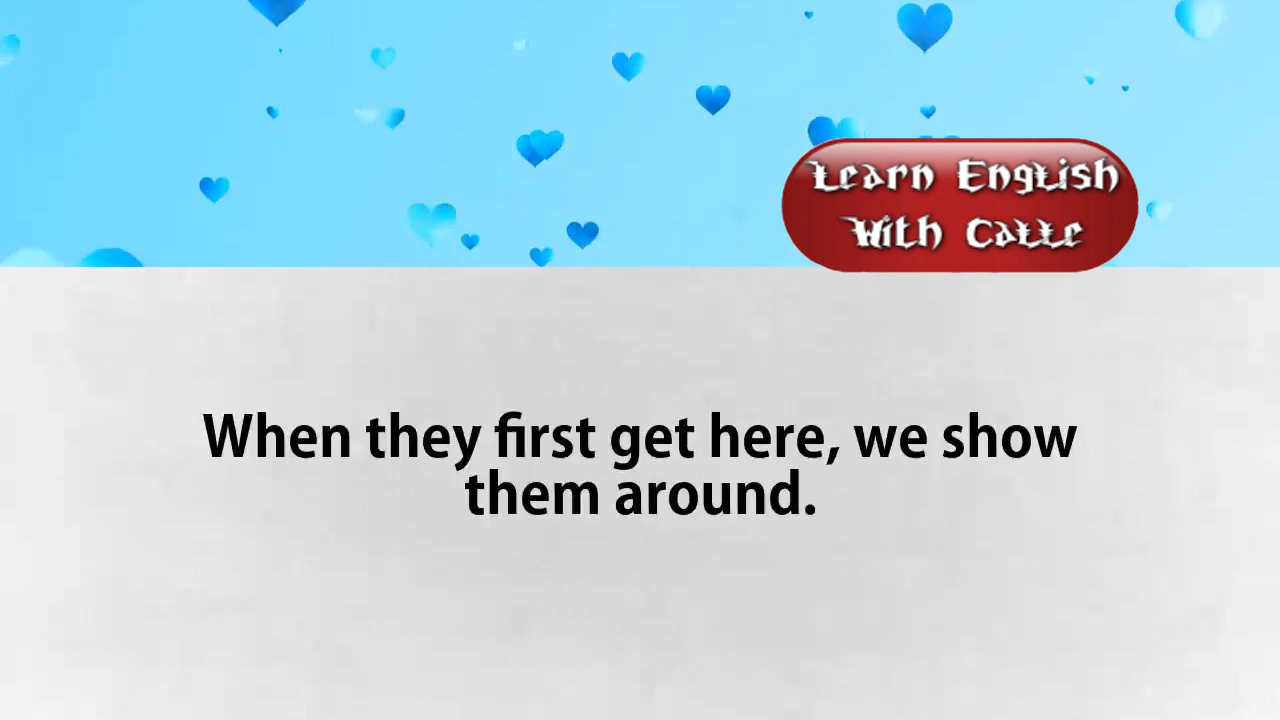 Learn English
With Catte
When they first get here, we show
them around.